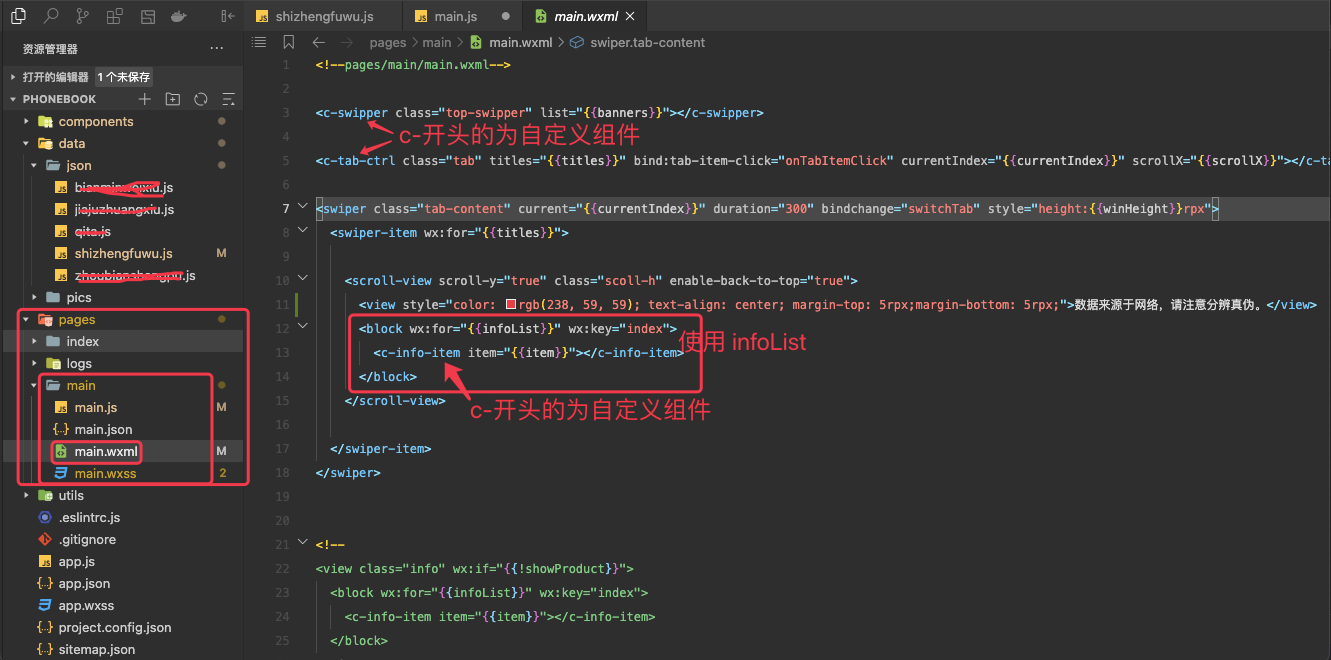 shizhengfuwu.js
main.js
main.wxml
资源管理器
pages > main > main.wxml > swiper.tab-content
打开的编辑器 1个未保存
PHONEBOOK
components
data
json
jiajuzhuangxiu.js
qita.js
shizhengfuwu.js M
pics
pages
index
logs
main
main.js M
main.json
main.wxml M
main.wxss 2
utils
.eslintrc.js
.gitignore
app.js
app.json
app.wxss
project.config.json
sitemap.json
1 <!--pages/main/main.wxml-->
2
3 <c-swipper class="top-swipper" list="{{banners}}"></c-swipper>
c-开头的为自定义组件
4
5 <c-tab-ctrl class="tab" titles="{{titles}}" bind:tab-item-click="onTabItemClick" currentIndex="{{currentIndex}}" scrollX="{{scrollX}}"></c-ta
6
7 <swiper class="tab-content" current="{{currentIndex}}" duration="300" bindchange="switchTab" style="height:{{winHeight}}rpx">
8 <swiper-item wx:for="{{titles}}">
9
10 <scroll-view scroll-y="true" class="scoll-h" enable-back-to-top="true">
11 <view style="color: rgb(238, 59, 59); text-align: center; margin-top: 5rpx;margin-bottom: 5rpx;">数据来源于网络，请注意分辨真伪。</view>
12 <block wx:for="{{infoList}}" wx:key="index">
使用 infoList
13 <c-info-item item="{{item}}"></c-info-item>
14 </block>
15 </scroll-view>
c-开头的为自定义组件
16
17 </swiper-item>
18 </swiper>
19
20
21 <!--
22 <view class="info" wx:if="{{!showProduct}}">
23 <block wx:for="{{infoList}}" wx:key="index">
24 <c-info-item item="{{item}}"></c-info-item>
25 </block>